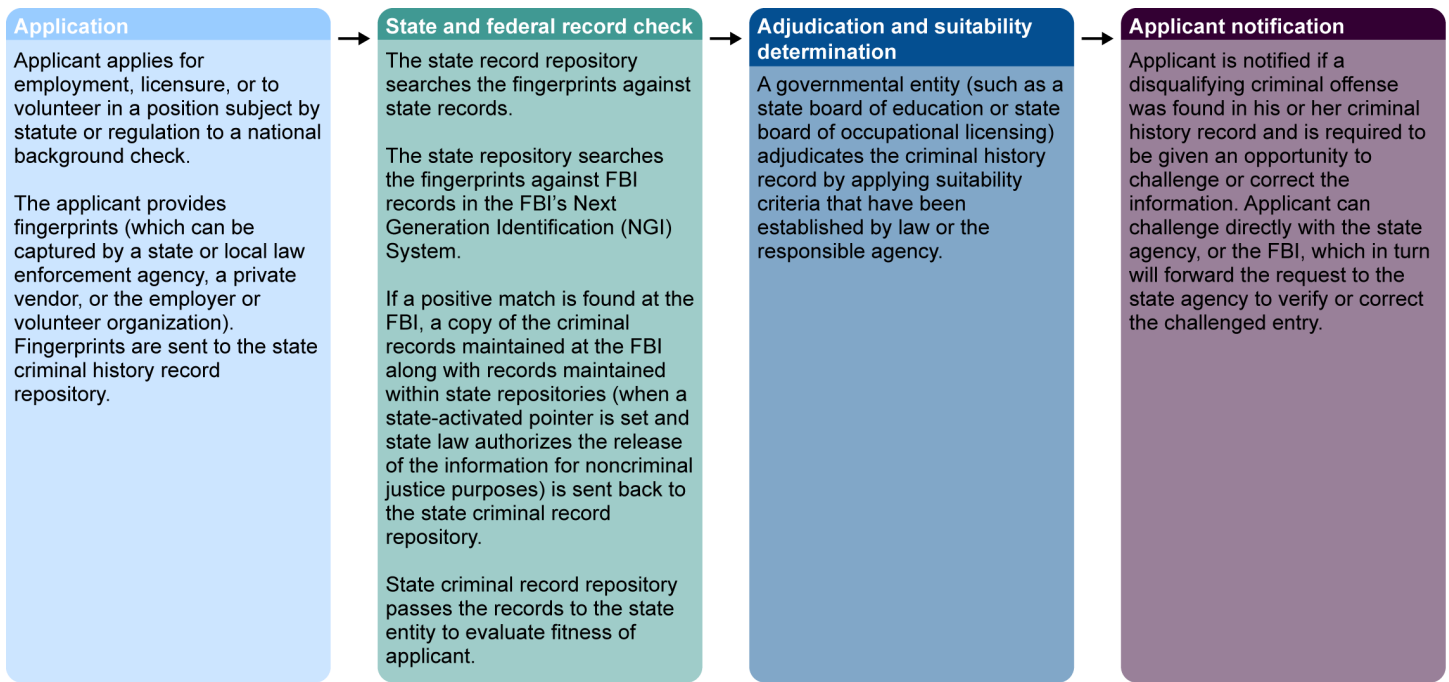 Application
Applicant applies for
employment, licensure, or to
volunteer in a position subject by
statute or regulation to a national
background check.
The applicant provides
fingerprints (which can be
captured by a state or local law
enforcement agency, a private
vendor, or the employer or
volunteer organization).
Fingerprints are sent to the state
criminal history record
repository.
State and federal record check
The state record repository
searches the fingerprints against
state records.
The state repository searches
the fingerprints against FBI
records in the FBI’s Next
Generation Identification (NGI)
System.
If a positive match is found at the
FBI, a copy of the criminal
records maintained at the FBI
along with records maintained
within state repositories (when a
state-activated pointer is set and
state law authorizes the release
of the information for noncriminal
justice purposes) is sent back to
the state criminal record
repository.
State criminal record repository
passes the records to the state
entity to evaluate fitness of
applicant.
Adjudication and suitability
determination
A governmental entity (such as a
state board of education or state
board of occupational licensing)
adjudicates the criminal history
record by applying suitability
criteria that have been
established by law or the
responsible agency.
Applicant notification
Applicant is notified if a
disqualifying criminal offense
was found in his or her criminal
history record and is required to
be given an opportunity to
challenge or correct the
information. Applicant can
challenge directly with the state
agency, or the FBI, which in turn
will forward the request to the
state agency to verify or correct
the challenged entry.